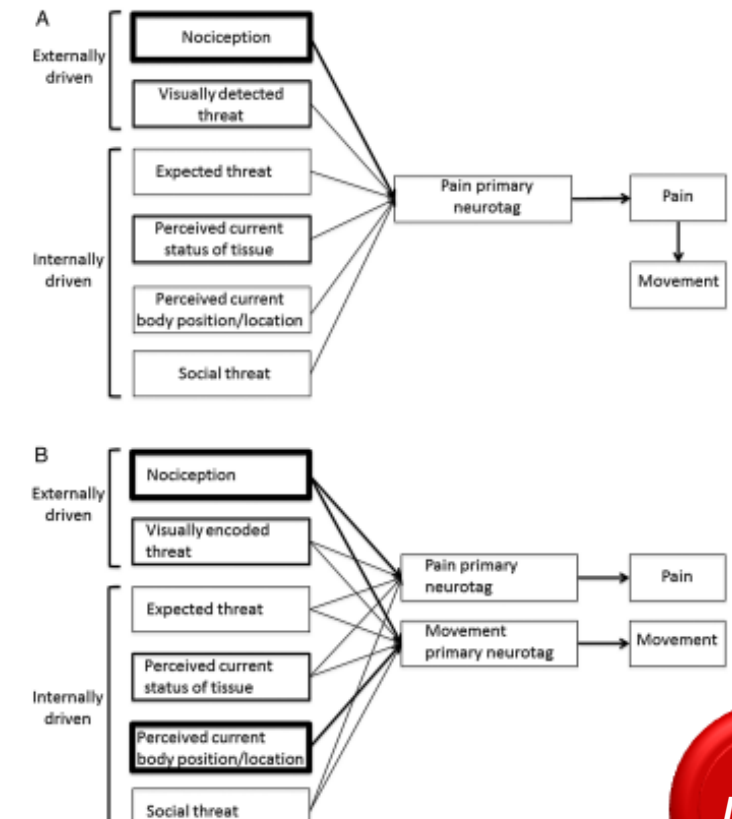 A
Externally
driven
Nociception
Visually detected
threat
Internally
driven
Expected threat
Perceived current
status of tissue
Perceived current
body position/location
Social threat
Pain primary
neurotag
Pain
Movement
B
Externally
driven
Nociception
Visually encoded
threat
Internally
driven
Expected threat
Perceived current
status of tissue
Perceived current
body position/location
Social threat
Pain primary
neurotag
Movement
primary neurotag
Pain
Movement